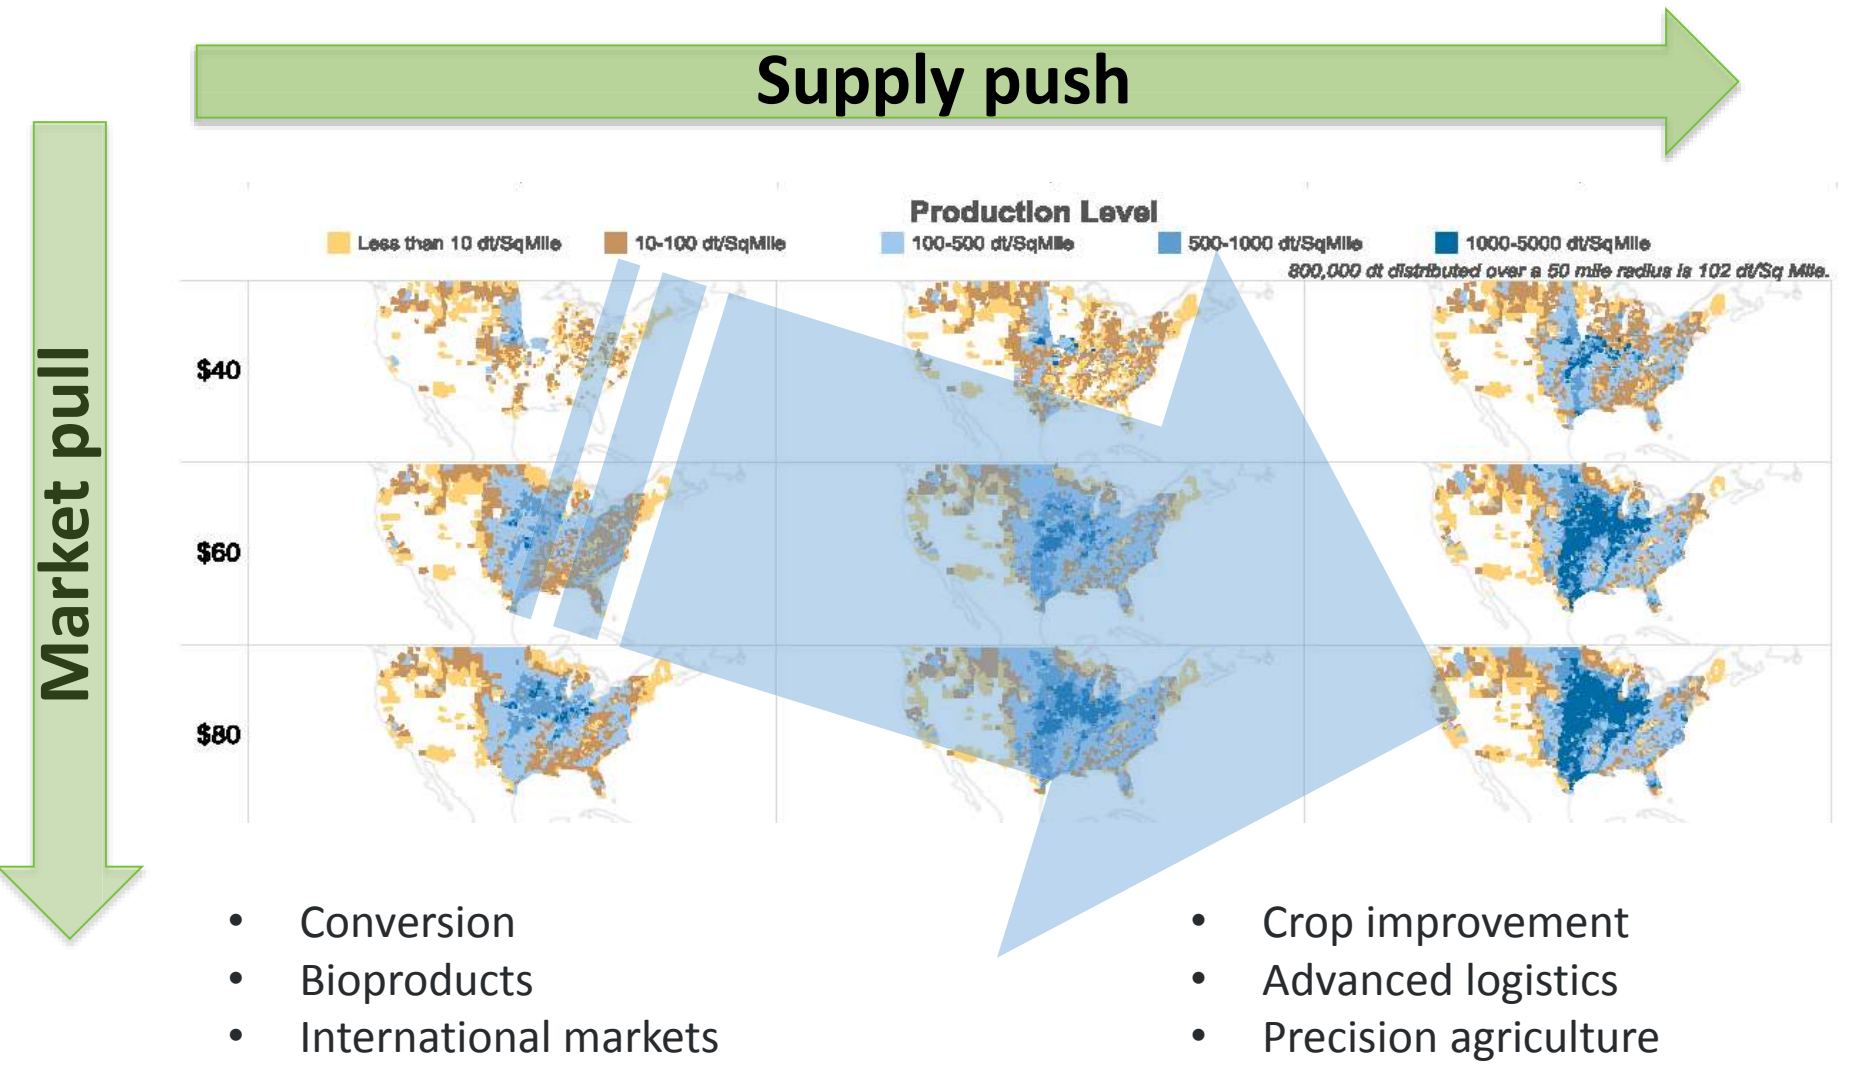 Supply push
Market pull
Production Level
Less than 10 dt/SqMile
10-100 dt/SqMile
100-500 dt/SqMile
500-1000 dt/SqMile
1000-5000 dt/SqMile
800,000 dt distributed over a 50 mile radius is 102 dt/Sq Mile.
$40
$60
$80
• Conversion
• Bioproducts
• International markets
• Crop improvement
• Advanced logistics
• Precision agriculture